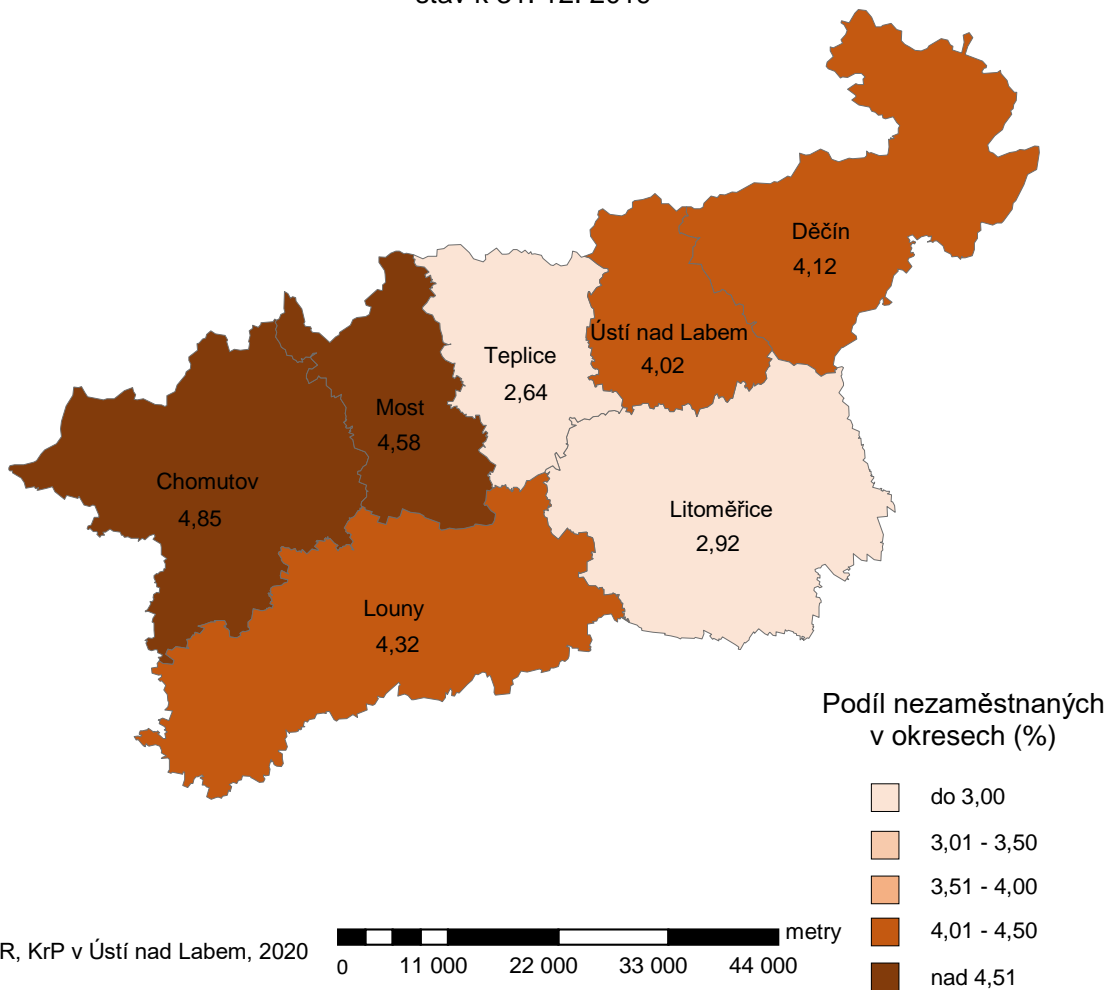 Děčín
4,12
Ústí nad Labem
4,02
Teplice
2,64
Most
4,58
Chomutov
4,85
Litoměřice
2,92
Louny
4,32
Podíl nezaměstnaných
v okresech (%)
do 3,00
3,01 - 3,50
3,51 - 4,00
4,01 - 4,50
nad 4,51
R, KrP v Ústí nad Labem, 2020
metry
0 11 000 22 000 33 000 44 000